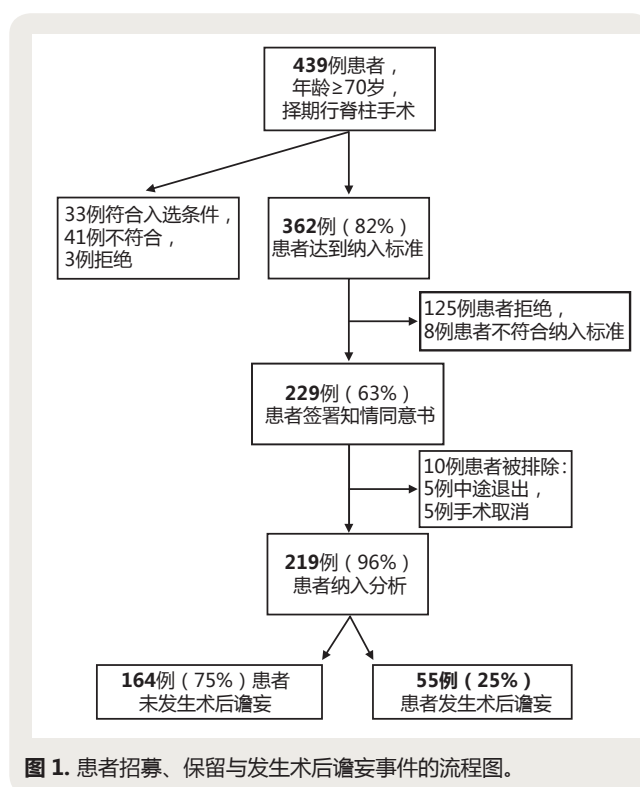 439例患者，
年龄≥70岁，
择期行脊柱手术
33例符合入选条件，
41例不符合，
3例拒绝
362例（82%）
患者达到纳入标准
125例患者拒绝，
8例患者不符合纳入标准
229例（63%）
患者签署知情同意书
10例患者被排除：
5例中途退出，
5例手术取消
219例（96%）
患者纳入分析
164例（75%）患者
未发生术后谵妄
55例（25%）
患者发生术后谵妄
图 1. 患者招募、保留与发生术后谵妄事件的流程图。